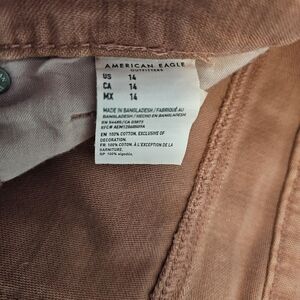 AMERICAN EAGLE
OUTFITTERS
US 14
CA 14
MX 14
MADE IN BANGLADESH / FABRIQUÉ AU
BANGLADESH / HECHO EN BANGLADESH
EN 100% COTTON, EXCLUSIVE OF
DECORATION.
FR 100% COTON, À L'EXCEPTION DE LA
GARNITURE.
SP 100% algodón.